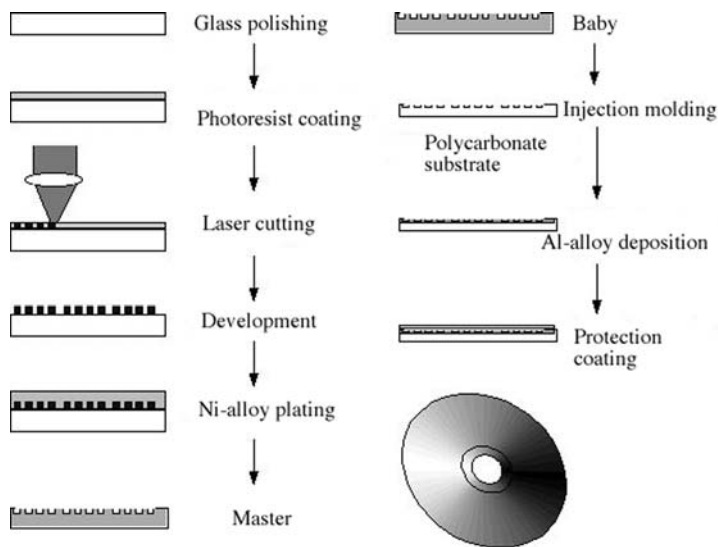 Glass polishing
Photoresist coating
Laser cutting
Development
Ni-alloy plating
Master
Baby
Injection molding
Polycarbonate
substrate
Al-alloy deposition
Protection
coating